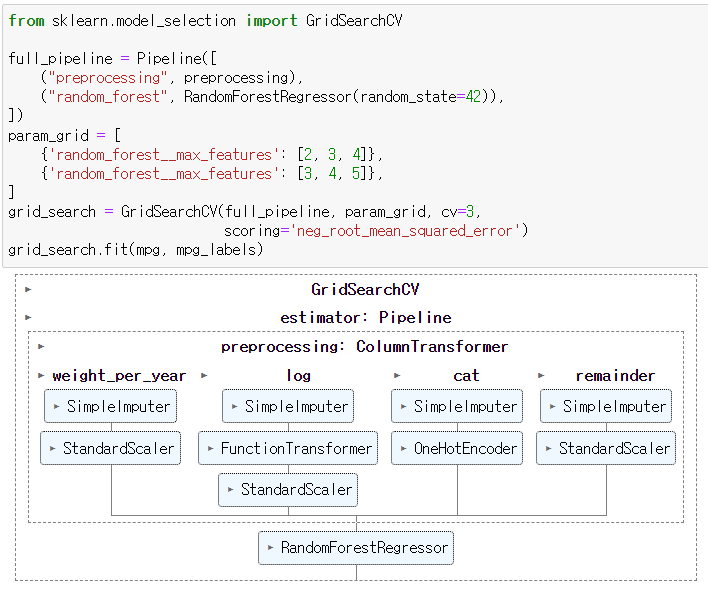 from sklearn.model_selection import GridSearchCV
full_pipeline = Pipeline([
    ("preprocessing", preprocessing),
    ("random_forest", RandomForestRegressor(random_state=42)),
])
param_grid = [
    {'random_forest__max_features': [2, 3, 4]},
    {'random_forest__max_features': [3, 4, 5]},
]
grid_search = GridSearchCV(full_pipeline, param_grid, cv=3,
                           scoring='neg_root_mean_squared_error')
grid_search.fit(mpg, mpg_labels)
GridSearchCV
estimator: Pipeline
preprocessing: ColumnTransformer
weight_per_year log cat remainder
SimpleImputer SimpleImputer SimpleImputer SimpleImputer
StandardScaler FunctionTransformer OneHotEncoder StandardScaler
StandardScaler
RandomForestRegressor